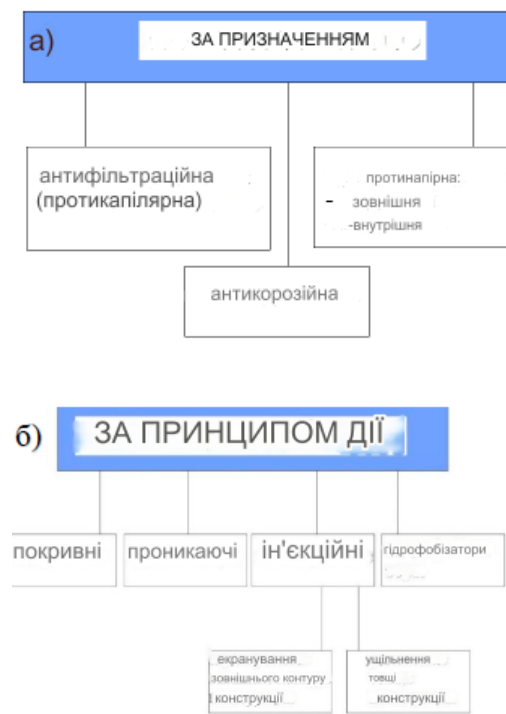 а)
ЗА ПРИЗНАЧЕННЯМ
антифільтраційна
(протикапілярна)
протинапірна:
- зовнішня
-внутрішня
антикорозійна
б)
ЗА ПРИНЦИПОМ ДІЇ
покривні
проникаючі
ін'єкційні
гідрофобізатори
екранування
зовнішнього контуру
конструкції
ущільнення
товщі
конструкції